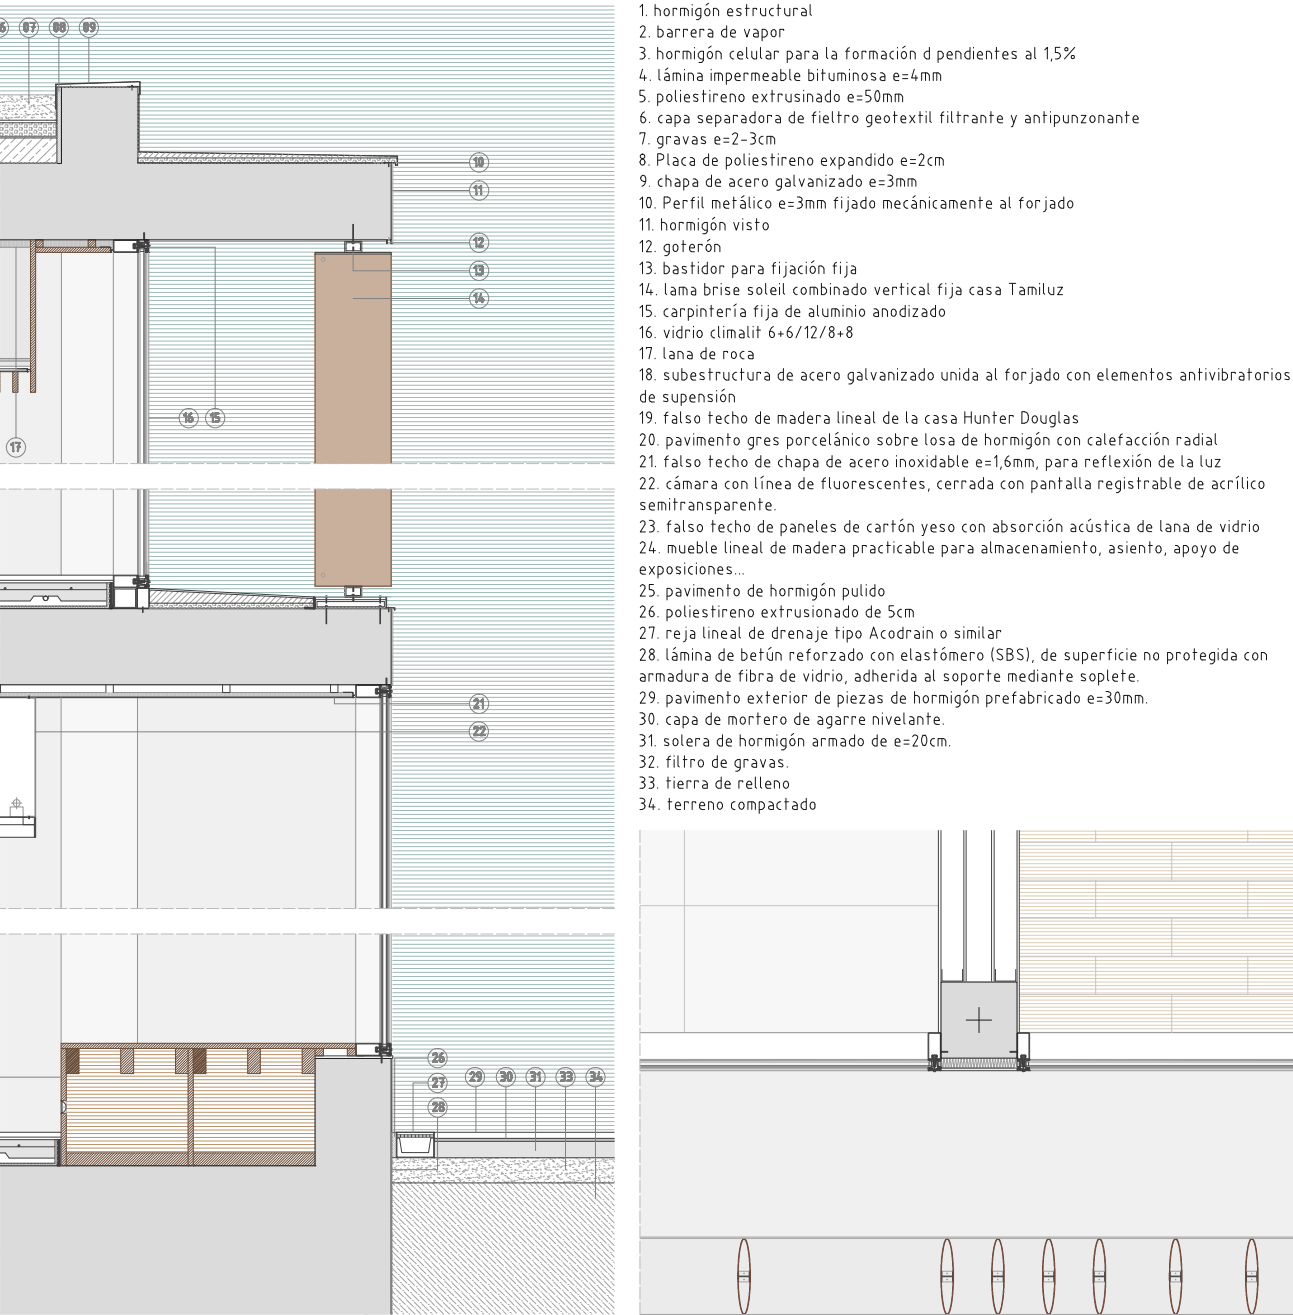 6 07 08 09
10
11
12
13
14
16 15
17
21
22
26
27
29 30 31 33 34
28
1. hormigón estructural
2. barrera de vapor
3. hormigón celular para la formación d pendientes al 1,5%
4. lámina impermeable bituminosa e=4mm
5. poliestireno extrusinado e=50mm
6. capa separadora de fieltro geotextil filtrante y antipunzonante
7. gravas e=2-3cm
8. Placa de poliestireno expandido e=2cm
9. chapa de acero galvanizado e=3mm
10. Perfil metálico e=3mm fijado mecánicamente al forjado
11. hormigón visto
12. goterón
13. bastidor para fijación fija
14. lama brise soleil combinado vertical fija casa Tamiluz
15. carpintería fija de aluminio anodizado
16. vidrio climalit 6+6/12/8+8
17. lana de roca
18. subestructura de acero galvanizado unida al forjado con elementos antivibratorios
de supensión
19. falso techo de madera lineal de la casa Hunter Douglas
20. pavimento gres porcelánico sobre losa de hormigón con calefacción radial
21. falso techo de chapa de acero inoxidable e=1,6mm, para reflexión de la luz
22. cámara con línea de fluorescentes, cerrada con pantalla registrable de acrílico
semitransparente.
23. falso techo de paneles de cartón yeso con absorción acústica de lana de vidrio
24. mueble lineal de madera practicable para almacenamiento, asiento, apoyo de
exposiciones...
25. pavimento de hormigón pulido
26. poliestireno extrusionado de 5cm
27. reja lineal de drenaje tipo Acodrain o similar
28. lámina de betún reforzado con elastómero (SBS), de superficie no protegida con
armadura de fibra de vidrio, adherida al soporte mediante soplete.
29. pavimento exterior de piezas de hormigón prefabricado e=30mm.
30. capa de mortero de agarre nivelante.
31. solera de hormigón armado de e=20cm.
32. filtro de gravas.
33. tierra de relleno
34. terreno compactado